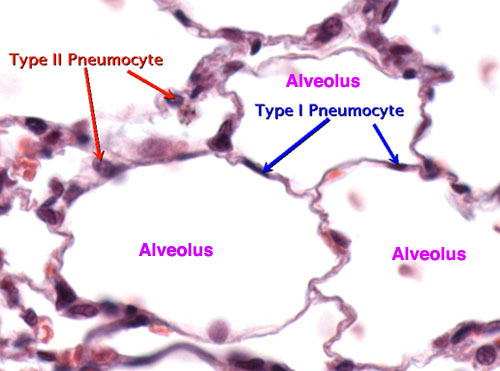 Type II Pneumocyte
Alveolus
Type I Pneumocyte
Alveolus
Alveolus